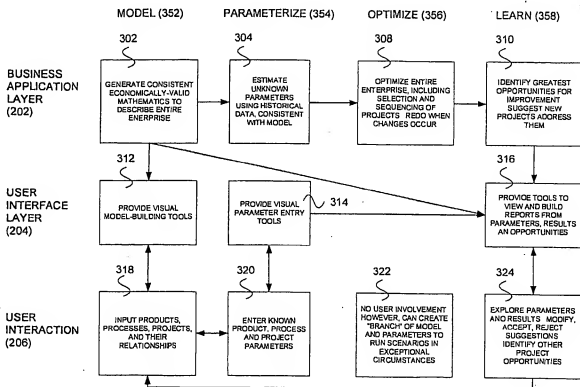 MODEL (352)
PARAMETERIZE (354)
OPTIMIZE (356)
LEARN (358)
302
304
308
310
BUSINESS
APPLICATION
LAYER
(202)
GENERATE CONSISTENT
ECONOMICALLY-VALID
MATHEMATICS TO
DESCRIBE ENTIRE
ENERPRISE
ESTIMATE
UNKNOWN
PARAMETERS
USING HISTORICAL
DATA, CONSISTENT
WITH MODEL
OPTIMIZE ENTIRE
ENTERPRISE, INCLUDING
SELECTION AND
SEQUENCING OF
PROJECTS REDO WHEN
CHANGES OCCUR
IDENTIFY GREATEST
OPPORTUNITIES FOR
IMPROVEMENT SUGGEST NEW
PROJECTS ADDRESS
THEM
312
314
316
USER
INTERFACE
LAYER (204)
PROVIDE VISUAL
MODEL-BUILDING TOOLS
PROVIDE VISUAL
PARAMETER ENTRY
TOOLS
PROVIDE TOOLS
TO VIEW AND BUILD
REPORTS FROM
PARAMETERS, RESULTS
AN OPPORTUNITIES
318
320
322
324
USER
INTERACTION
(206)
INPUT PRODUCTS,
PROCESSES, PROJECTS,
AND THEIR
RELATIONSHIPS
ENTER KNOWN
PRODUCT, PROCESS
AND PROJECT
PARAMETERS
NO USER INVOLVEMENT
HOWEVER, CAN CREATE
"BRANCH" OF MODEL
AND PARAMETERS TO
RUN SCENARIOS IN
EXCEPTIONAL
CIRCUMSTANCES
EXPLORE PARAMETERS
AND RESULTS MODIFY,
ACCEPT, REJECT
SUGGESTIONS
IDENTIFY OTHER
PROJECT
OPPORTUNITIES